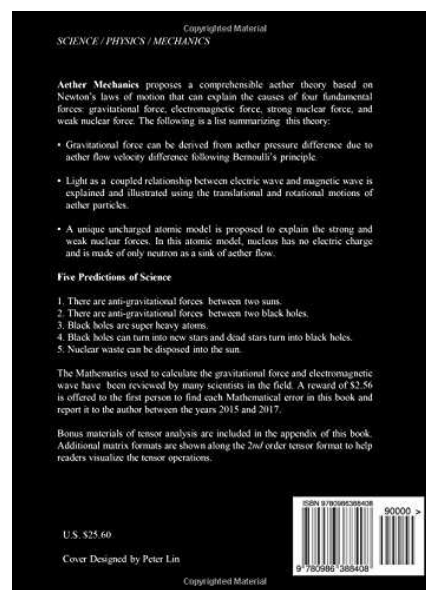 Copyrighted Material
SCIENCE / PHYSICS / MECHANICS
Aether Mechanics proposes a comprehensible aether theory based on
Newton's laws of motion that can explain the causes of four fundamental
forces: gravitational force, electromagnetic force, strong nuclear force, and
weak nuclear force. The following is a list summarizing this theory:
• Gravitational force can be derived from aether pressure difference due to
aether flow velocity difference following Bernoulli's principle.
• Light as a coupled relationship between electric wave and magnetic wave is
explained and illustrated using the translational and rotational motions of
aether particles.
• A unique uncharged atomic model is proposed to explain the strong and
weak nuclear forces. In this atomic model, nucleus has no electric charge
and is made of only neutron as a sink of aether flow.
Five Predictions of Science
1. There are anti-gravitational forces between two suns.
2. There are anti-gravitational forces between two black holes.
3. Black holes are super heavy atoms.
4. Black holes can turn into new stars and dead stars turn into black holes.
5. Nuclear waste can be disposed into the sun.
The Mathematics used to calculate the gravitational force and electromagnetic
wave have been reviewed by many scientists in the field. A reward of $2.56
is offered to the first person to find each Mathematical error in this book and
report it to the author between the years 2015 and 2017.
Bonus materials of tensor analysis are included in the appendix of this book.
Additional matrix formats are shown along the 2nd order tensor format to help
readers visualize the tensor operations.
ISBN 9780986388408
90000 >
9 780986 388408
U.S. $25.60
Cover Designed by Peter Lin
Copyrighted Material